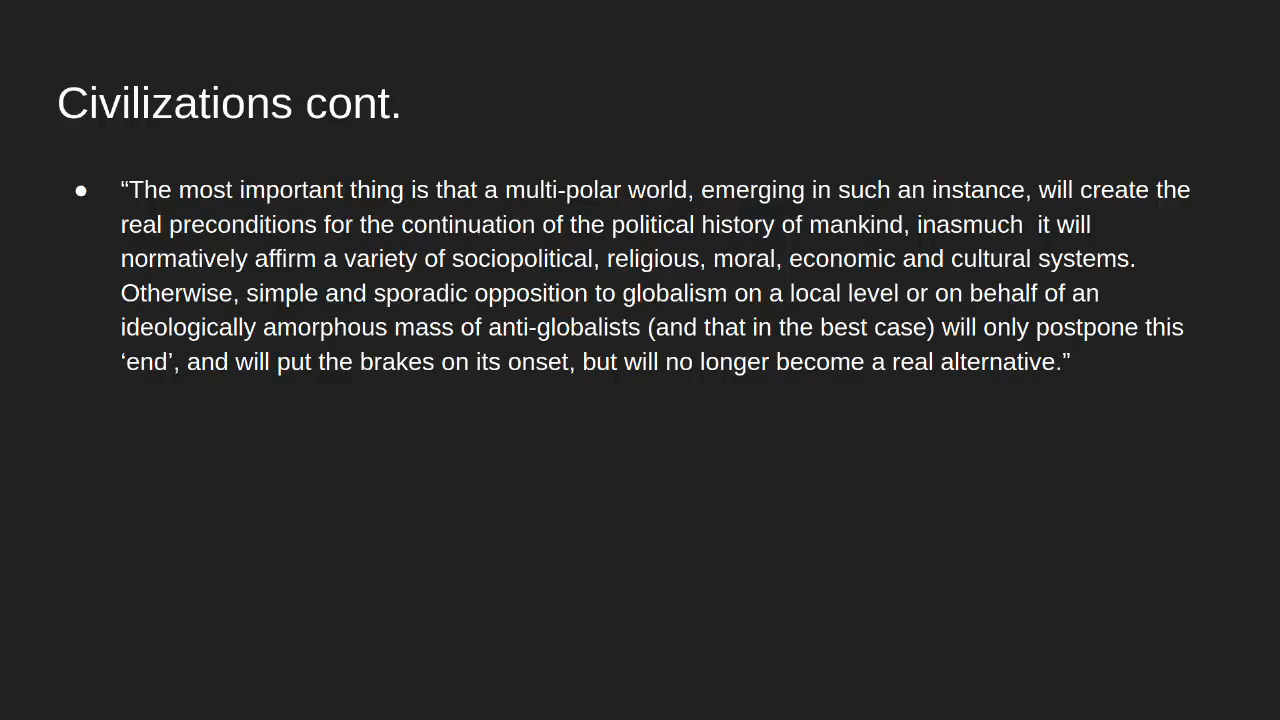 Civilizations cont.
● “The most important thing is that a multi-polar world, emerging in such an instance, will create the
real preconditions for the continuation of the political history of mankind, inasmuch  it will
normatively affirm a variety of sociopolitical, religious, moral, economic and cultural systems.
Otherwise, simple and sporadic opposition to globalism on a local level or on behalf of an
ideologically amorphous mass of anti-globalists (and that in the best case) will only postpone this
‘end’, and will put the brakes on its onset, but will no longer become a real alternative.”